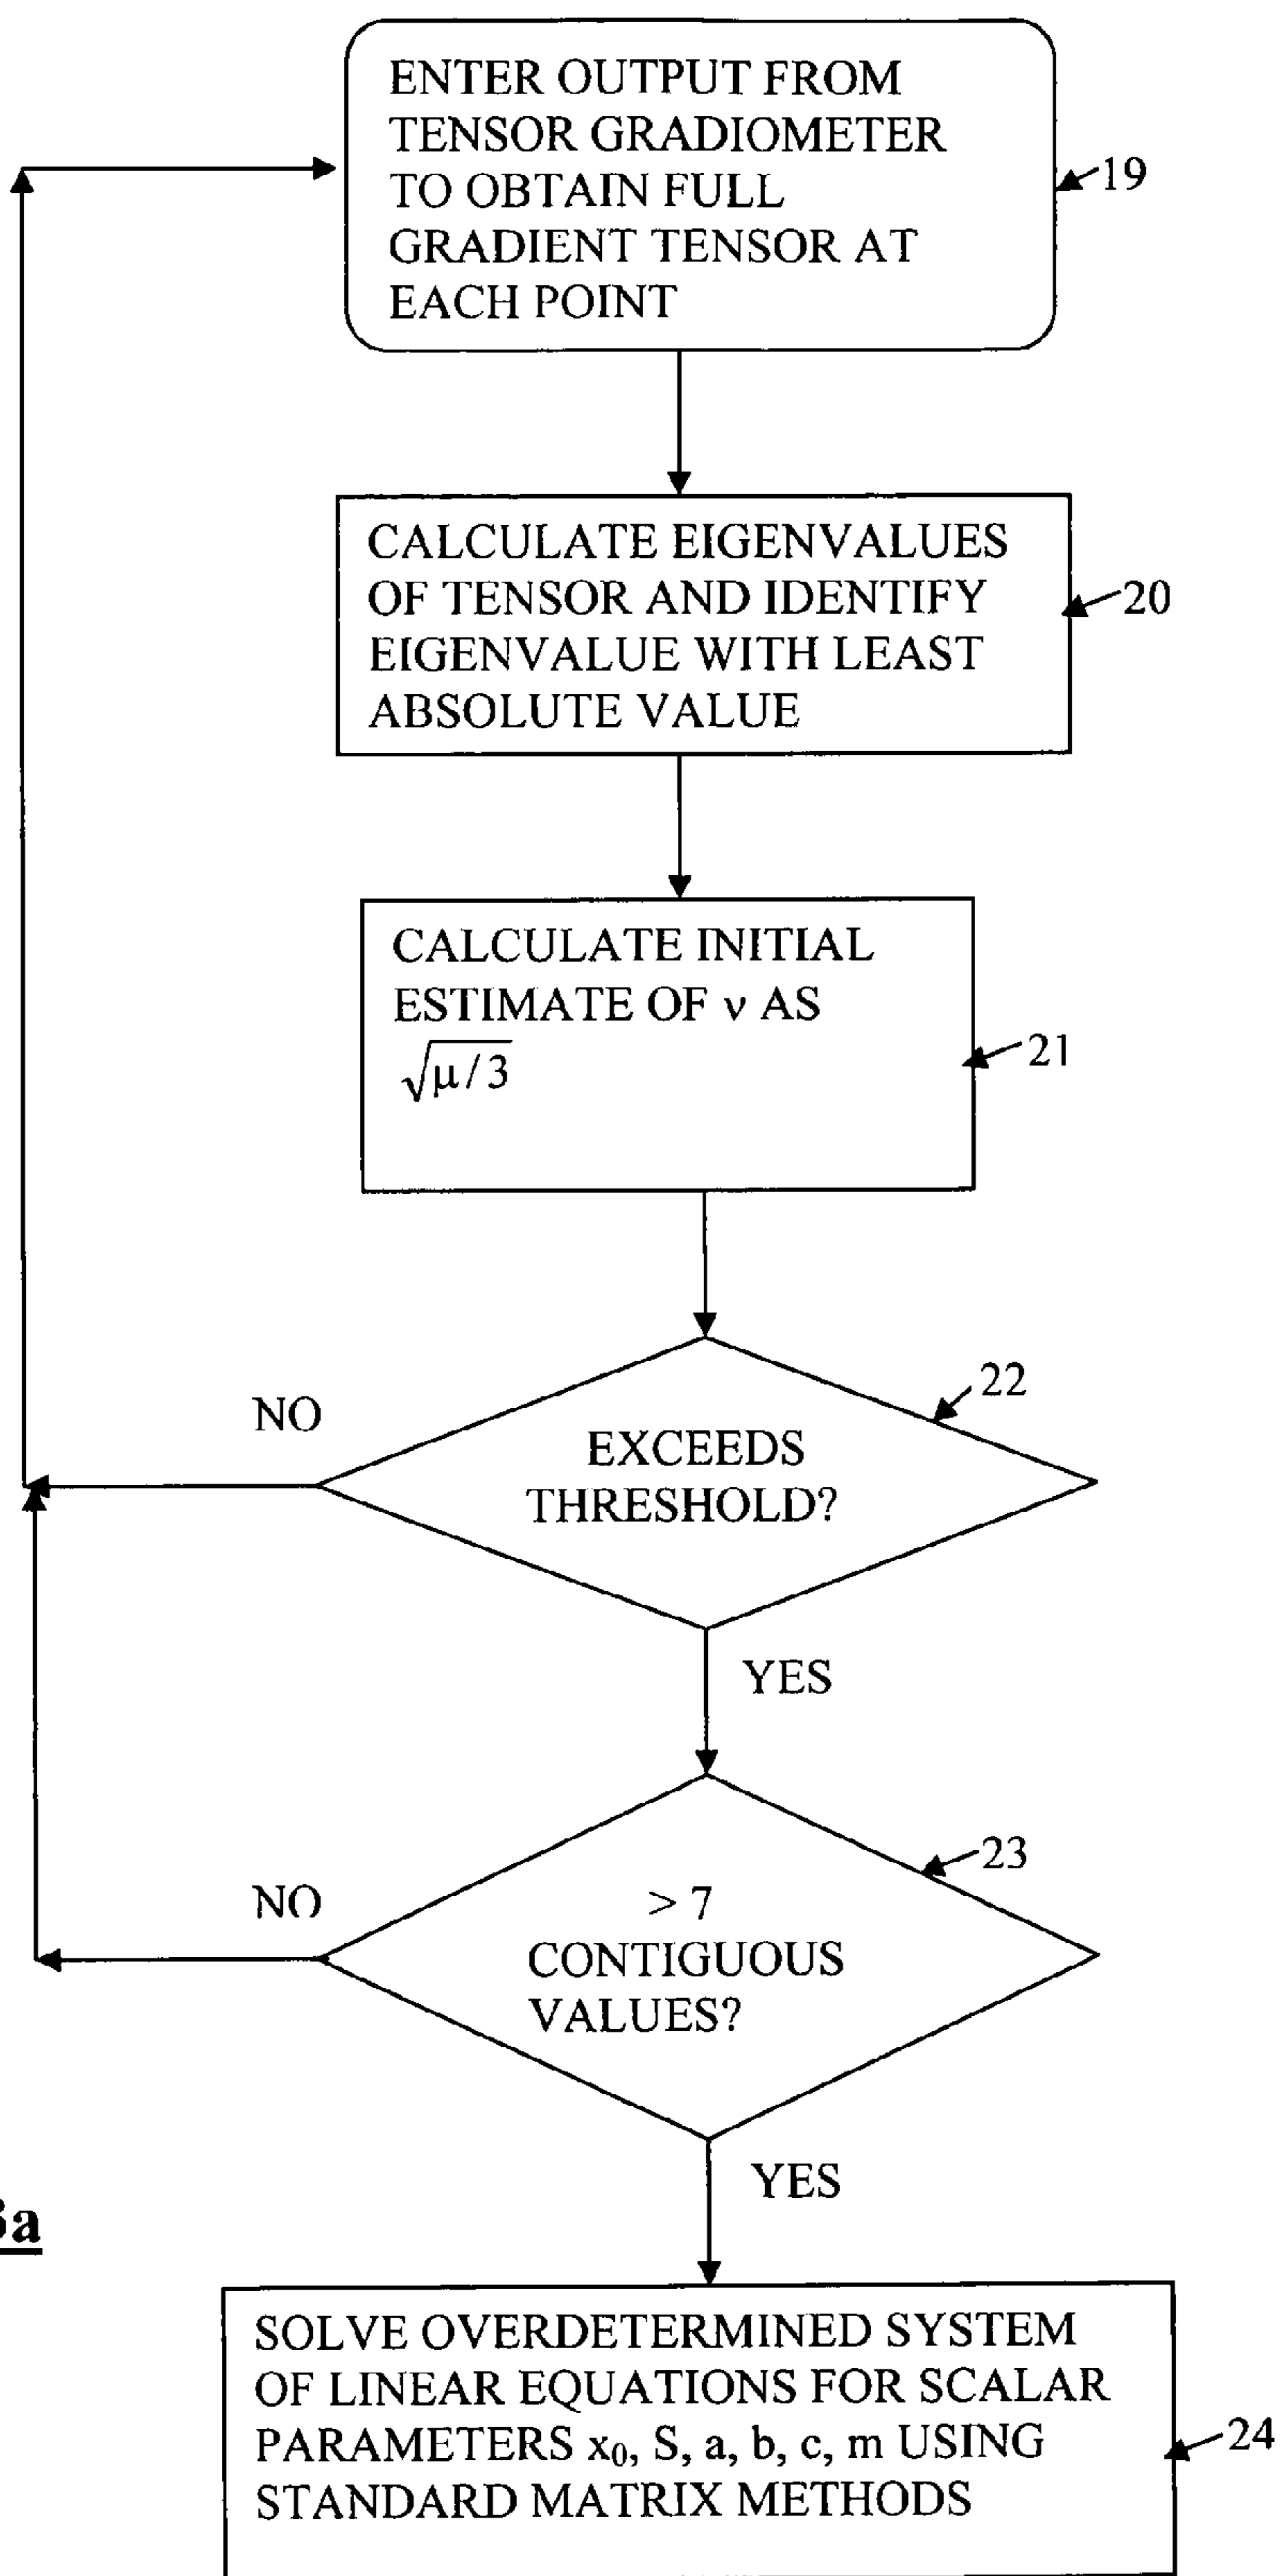 ENTER OUTPUT FROM
TENSOR GRADIOMETER
TO OBTAIN FULL
GRADIENT TENSOR AT
EACH POINT
19
CALCULATE EIGENVALUES
OF TENSOR AND IDENTIFY
EIGENVALUE WITH LEAST
ABSOLUTE VALUE
20
CALCULATE INITIAL
ESTIMATE OF ν AS
√μ/3
21
22
NO
EXCEEDS
THRESHOLD?
YES
23
NO
> 7
CONTIGUOUS
VALUES?
YES
3a
SOLVE OVERDETERMINED SYSTEM
OF LINEAR EQUATIONS FOR SCALAR
PARAMETERS x₀, S, a, b, c, m USING
STANDARD MATRIX METHODS
24